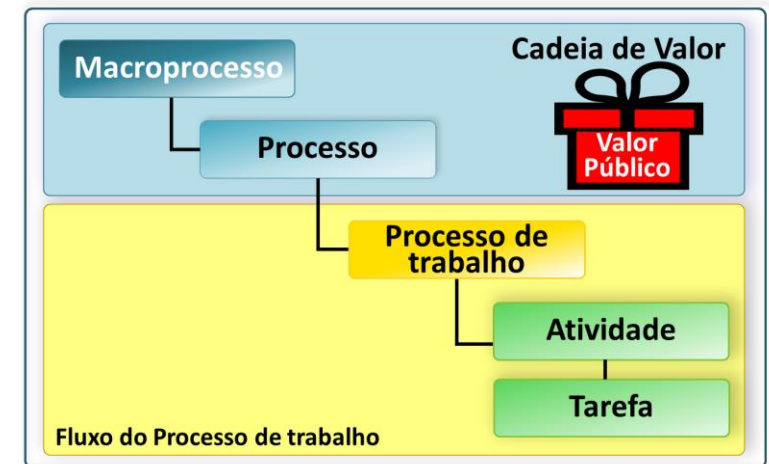 Cadeia de Valor
Macroprocesso
Processo
Valor
Público
Processo de
trabalho
Atividade
Tarefa
Fluxo do Processo de trabalho